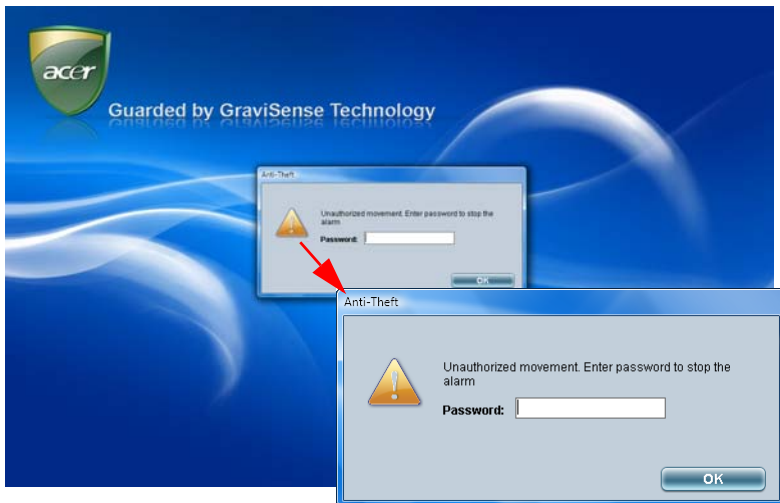 acer
Guarded by GraviSense Technology
Anti-Theft
Unauthorized movement. Enter password to stop the
alarm
Password:
OK
Anti-Theft
Unauthorized movement. Enter password to stop the
alarm
Password:
OK